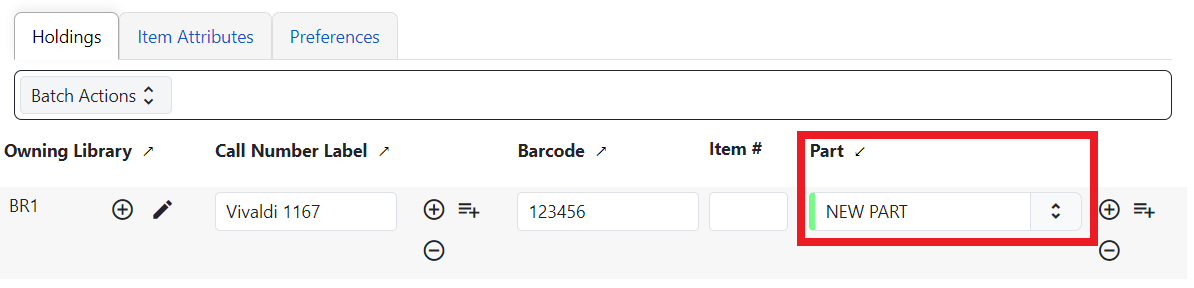 Holdings Item Attributes Preferences
Batch Actions
Owning Library Call Number Label Barcode Item # Part
BR1 Vivaldi 1167 123456 NEW PART